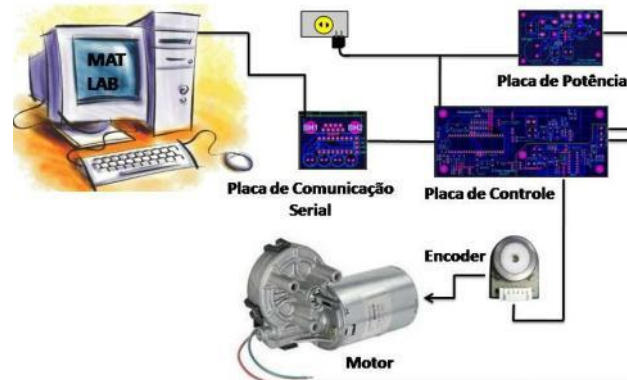 MAT
LAB
Placa de Potência
Placa de Comunicação
Serial
Placa de Controle
Encoder
Motor